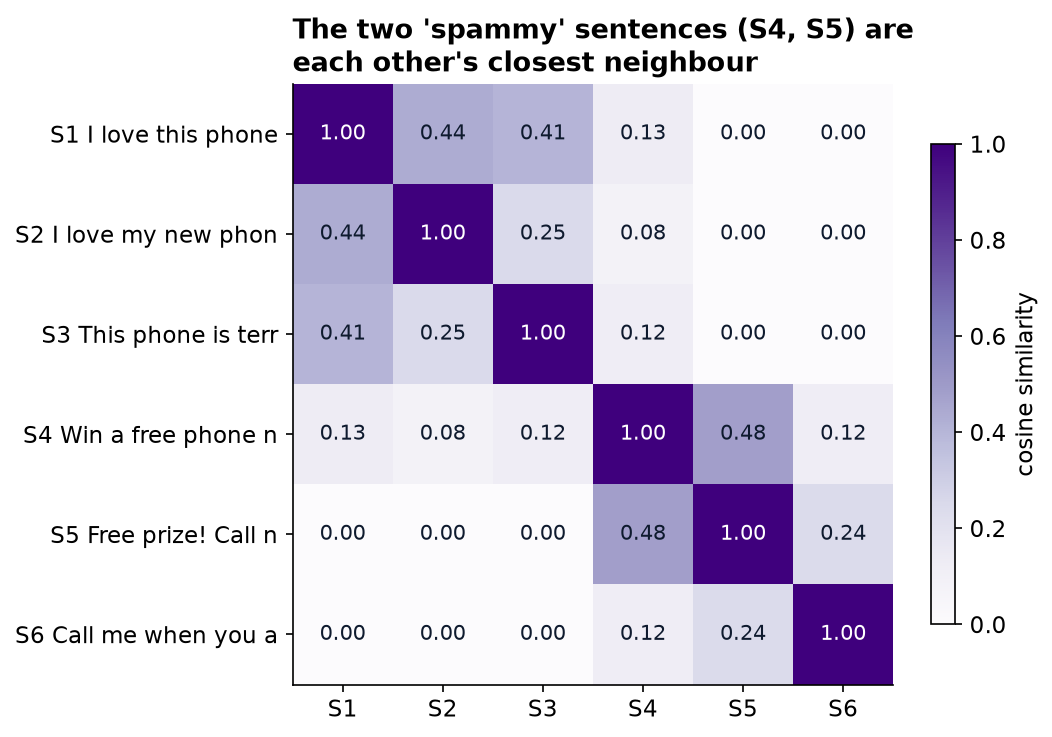 The two 'spammy' sentences (S4, S5) are
each other's closest neighbour
S1 I love this phone
1.00 0.44 0.41 0.13 0.00 0.00
S2 I love my new phon
0.44 1.00 0.25 0.08 0.00 0.00
S3 This phone is terr
0.41 0.25 1.00 0.12 0.00 0.00
S4 Win a free phone n
0.13 0.08 0.12 1.00 0.48 0.12
S5 Free prize! Call n
0.00 0.00 0.00 0.48 1.00 0.24
S6 Call me when you a
0.00 0.00 0.00 0.12 0.24 1.00
S1 S2 S3 S4 S5 S6
1.0
0.8
0.6
0.4
0.2
0.0
cosine similarity